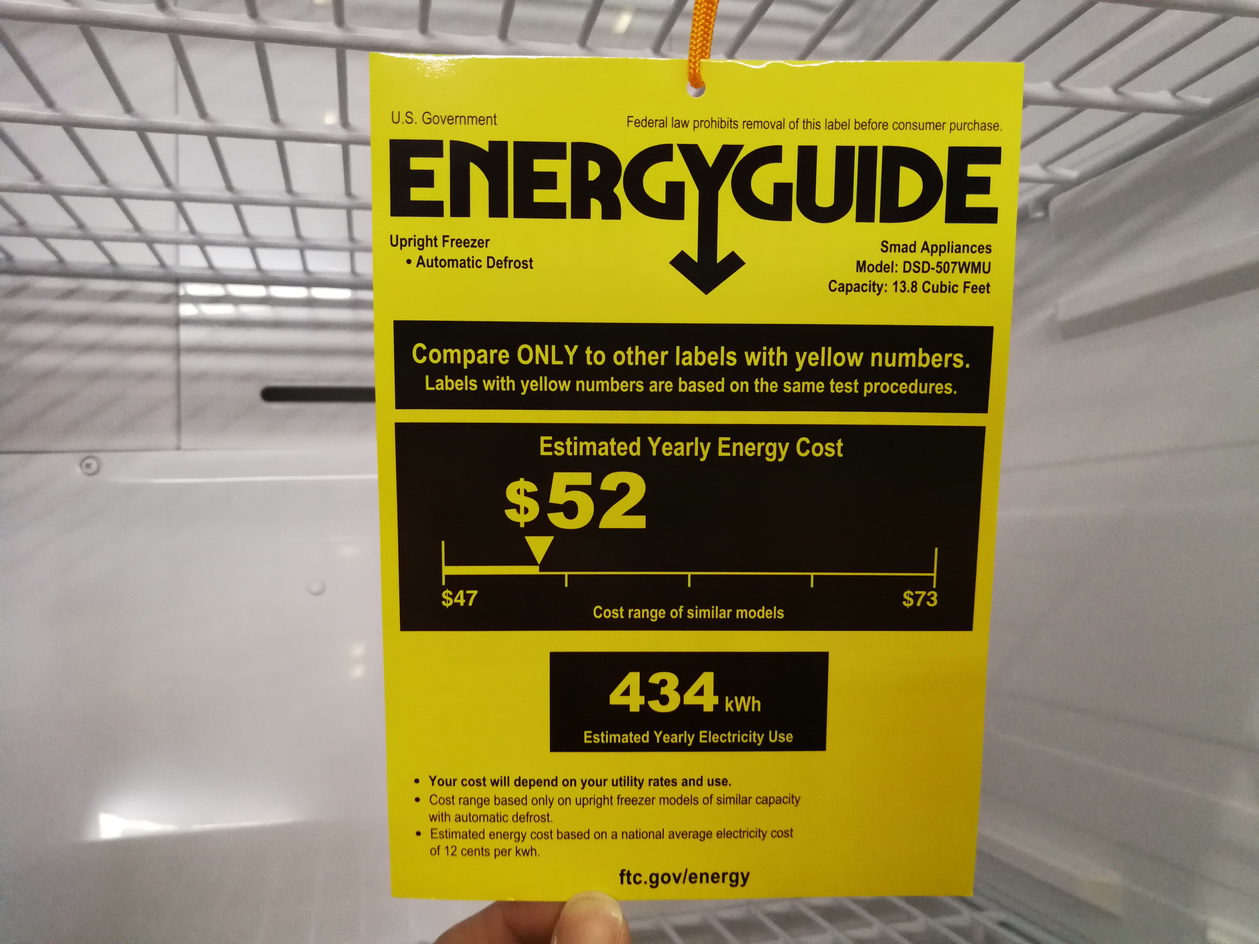 U.S. Government
Federal law prohibits removal of this label before consumer purchase.
ENERGYGUIDE
Upright Freezer
• Automatic Defrost
Smad Appliances
Model: DSD-507WMU
Capacity: 13.8 Cubic Feet
Compare ONLY to other labels with yellow numbers.
Labels with yellow numbers are based on the same test procedures.
Estimated Yearly Energy Cost
$52
$47
$73
Cost range of similar models
434 kWh
Estimated Yearly Electricity Use
• Your cost will depend on your utility rates and use.
• Cost range based only on upright freezer models of similar capacity
with automatic defrost.
• Estimated energy cost based on a national average electricity cost
of 12 cents per kwh.
ftc.gov/energy